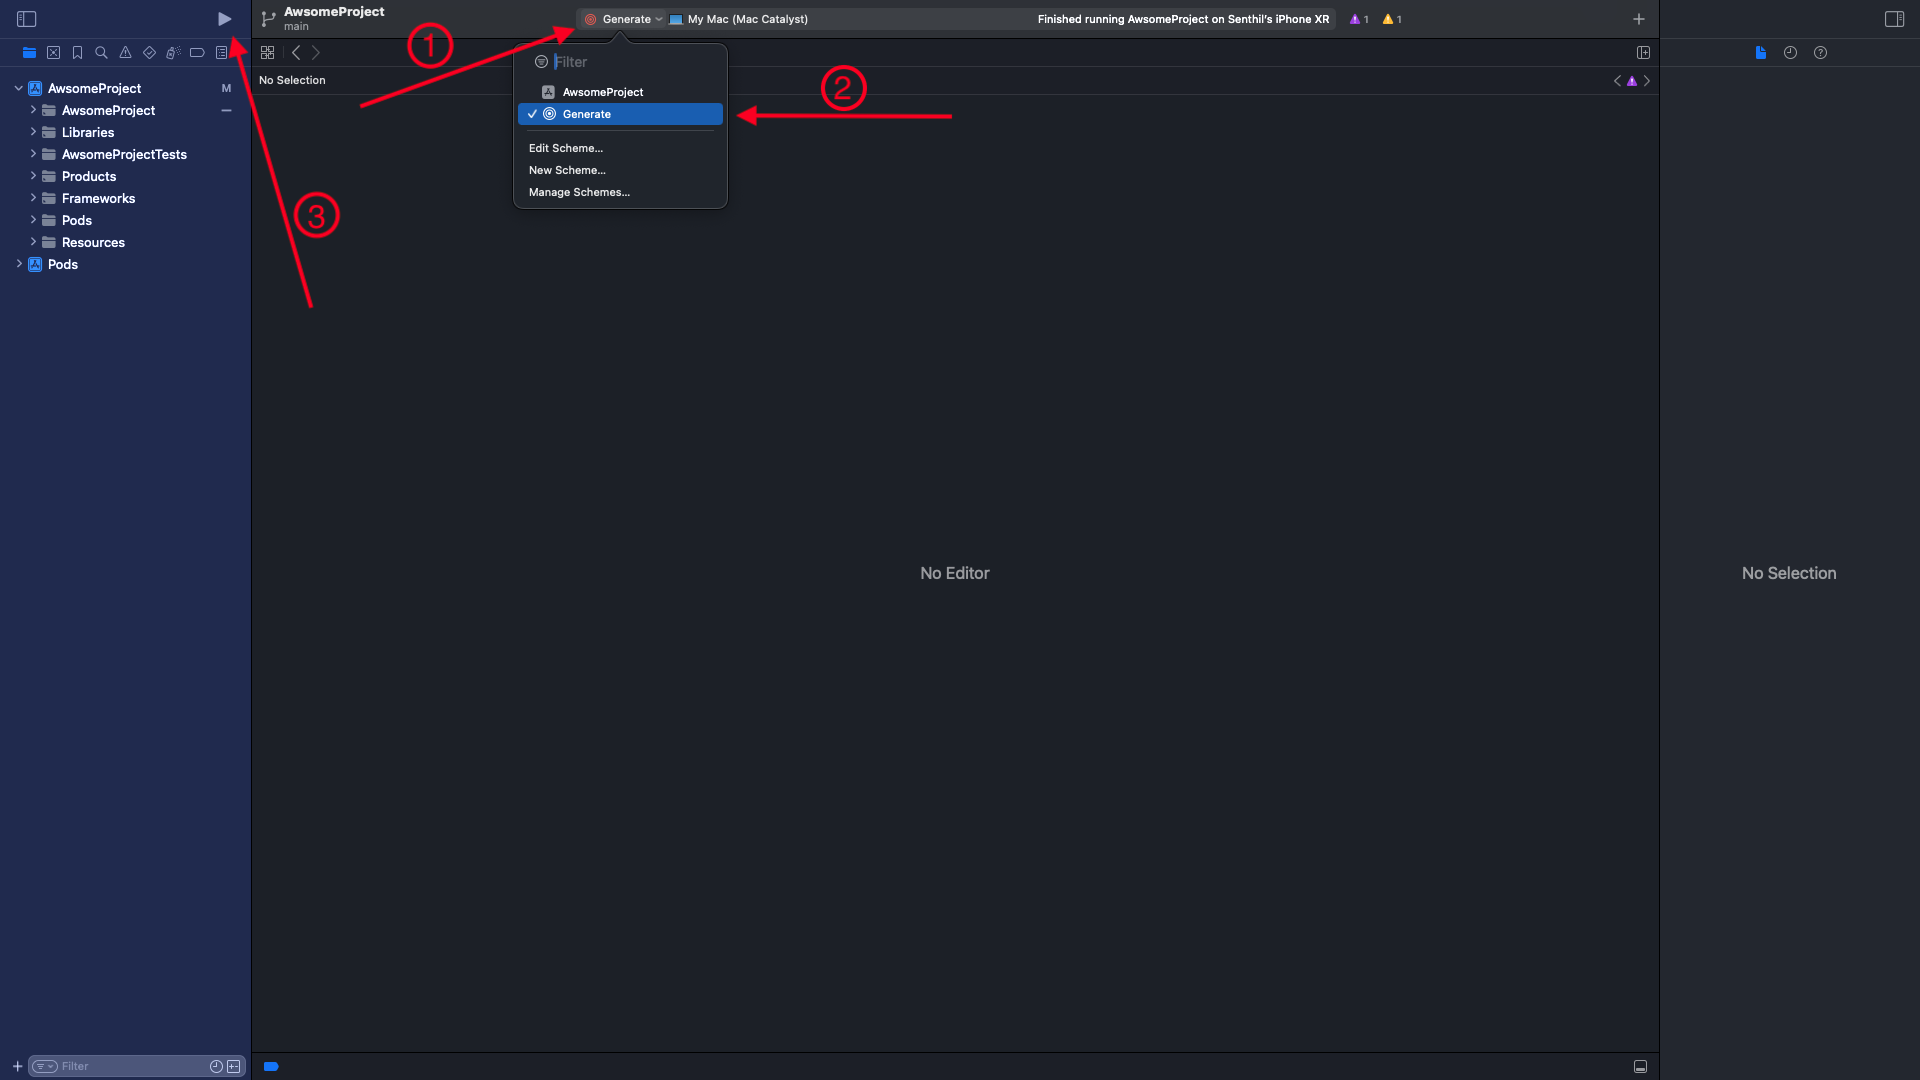 AwsomeProject
main
Generate
My Mac (Mac Catalyst)
Finished running AwsomeProject on Senthil's iPhone XR
1
1
1
Filter
AwsomeProject
Generate
Edit Scheme...
New Scheme...
Manage Schemes...
2
3
No Selection
AwsomeProject M
AwsomeProject
Libraries
AwsomeProjectTests
Products
Frameworks
Pods
Resources
Pods
No Editor
No Selection
Filter